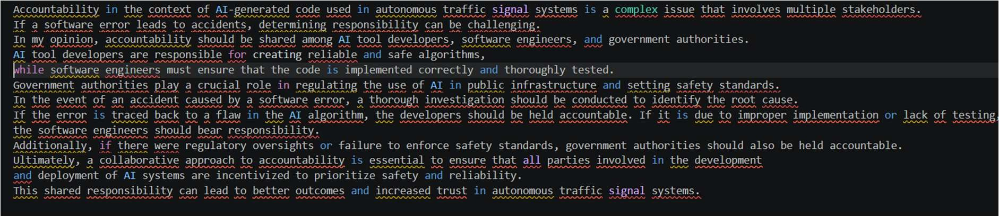 Accountability in the context of AI-generated code used in autonomous traffic signal systems is a complex issue that involves multiple stakeholders.
If a software error leads to accidents, determining responsibility can be challenging.
In my opinion, accountability should be shared among AI tool developers, software engineers, and government authorities.
AI tool developers are responsible for creating reliable and safe algorithms,
while software engineers must ensure that the code is implemented correctly and thoroughly tested.
Government authorities play a crucial role in regulating the use of AI in public infrastructure and setting safety standards.
In the event of an accident caused by a software error, a thorough investigation should be conducted to identify the root cause.
If the error is traced back to a flaw in the AI algorithm, the developers should be held accountable. If it is due to improper implementation or lack of testing,
the software engineers should bear responsibility.
Additionally, if there were regulatory oversights or failure to enforce safety standards, government authorities should also be held accountable.
Ultimately, a collaborative approach to accountability is essential to ensure that all parties involved in the development
and deployment of AI systems are incentivized to prioritize safety and reliability.
This shared responsibility can lead to better outcomes and increased trust in autonomous traffic signal systems.